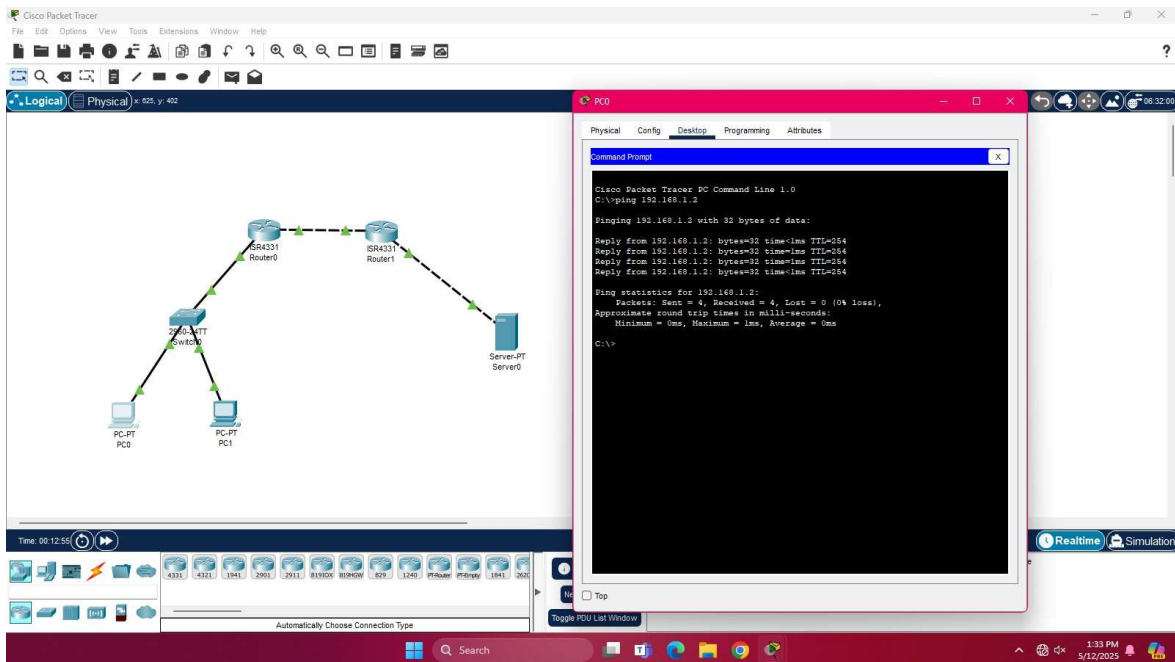 Cisco Packet Tracer
File Edit Options View Tools Extensions Window Help
?
Logical Physical x: 825, y: 402
06:32:00
PC0
Physical Config Desktop Programming Attributes
Command Prompt
X
Cisco Packet Tracer PC Command Line 1.0
C:\>ping 192.168.1.2
Pinging 192.168.1.2 with 32 bytes of data:
Reply from 192.168.1.2: bytes=32 time<1ms TTL=254
Reply from 192.168.1.2: bytes=32 time=1ms TTL=254
Reply from 192.168.1.2: bytes=32 time=1ms TTL=254
Reply from 192.168.1.2: bytes=32 time<1ms TTL=254
Ping statistics for 192.168.1.2:
Packets: Sent = 4, Received = 4, Lost = 0 (0% loss),
Approximate round trip times in milli-seconds:
Minimum = 0ms, Maximum = 1ms, Average = 0ms
C:\>
Top
ISR4331
Router0
ISR4331
Router1
2960-24TT
Switch0
Server-PT
Server0
PC-PT
PC0
PC-PT
PC1
Time: 00:12:55
Realtime Simulation
4331 4321 1941 2901 2911 819IOX 819HGW 829 1240 PT-Router PT-Empty 1841 2620
Ne
Toggle PDU List Window
Automatically Choose Connection Type
Search
1:33 PM
5/12/2025